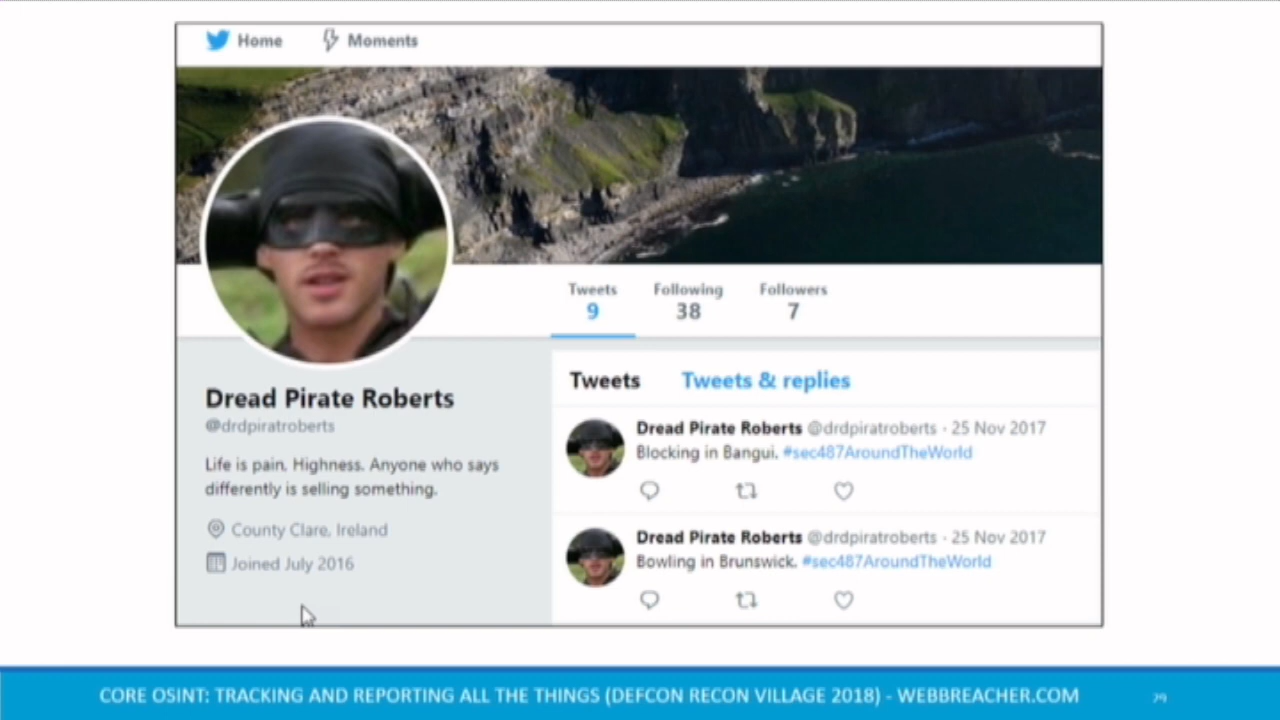 Home Moments
Tweets Following Followers
9 38 7
Dread Pirate Roberts
@drdpiratroberts
Life is pain, Highness. Anyone who says
differently is selling something.
County Clare, Ireland
Joined July 2016
Tweets Tweets & replies
Dread Pirate Roberts @drdpiratroberts · 25 Nov 2017
Blocking in Bangui. #sec487AroundTheWorld
Dread Pirate Roberts @drdpiratroberts · 25 Nov 2017
Bowling in Brunswick. #sec487AroundTheWorld
CORE OSINT: TRACKING AND REPORTING ALL THE THINGS (DEFCON RECON VILLAGE 2018) - WEBBREACHER.COM